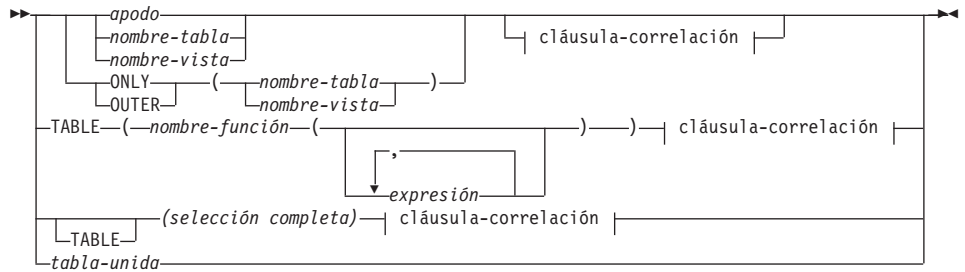 apodo
nombre-tabla cláusula-correlación
nombre-vista
ONLY ( nombre-tabla )
OUTER nombre-vista
TABLE ( nombre-función ( ) ) cláusula-correlación
,
expresión
(selección completa) cláusula-correlación
TABLE
tabla-unida